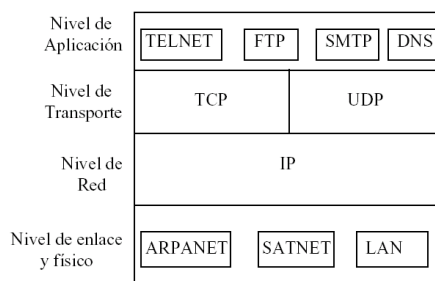 Nivel de
Aplicación
TELNET FTP SMTP DNS
Nivel de
Transporte
TCP UDP
Nivel de
Red
IP
Nivel de enlace
y físico
ARPANET SATNET LAN